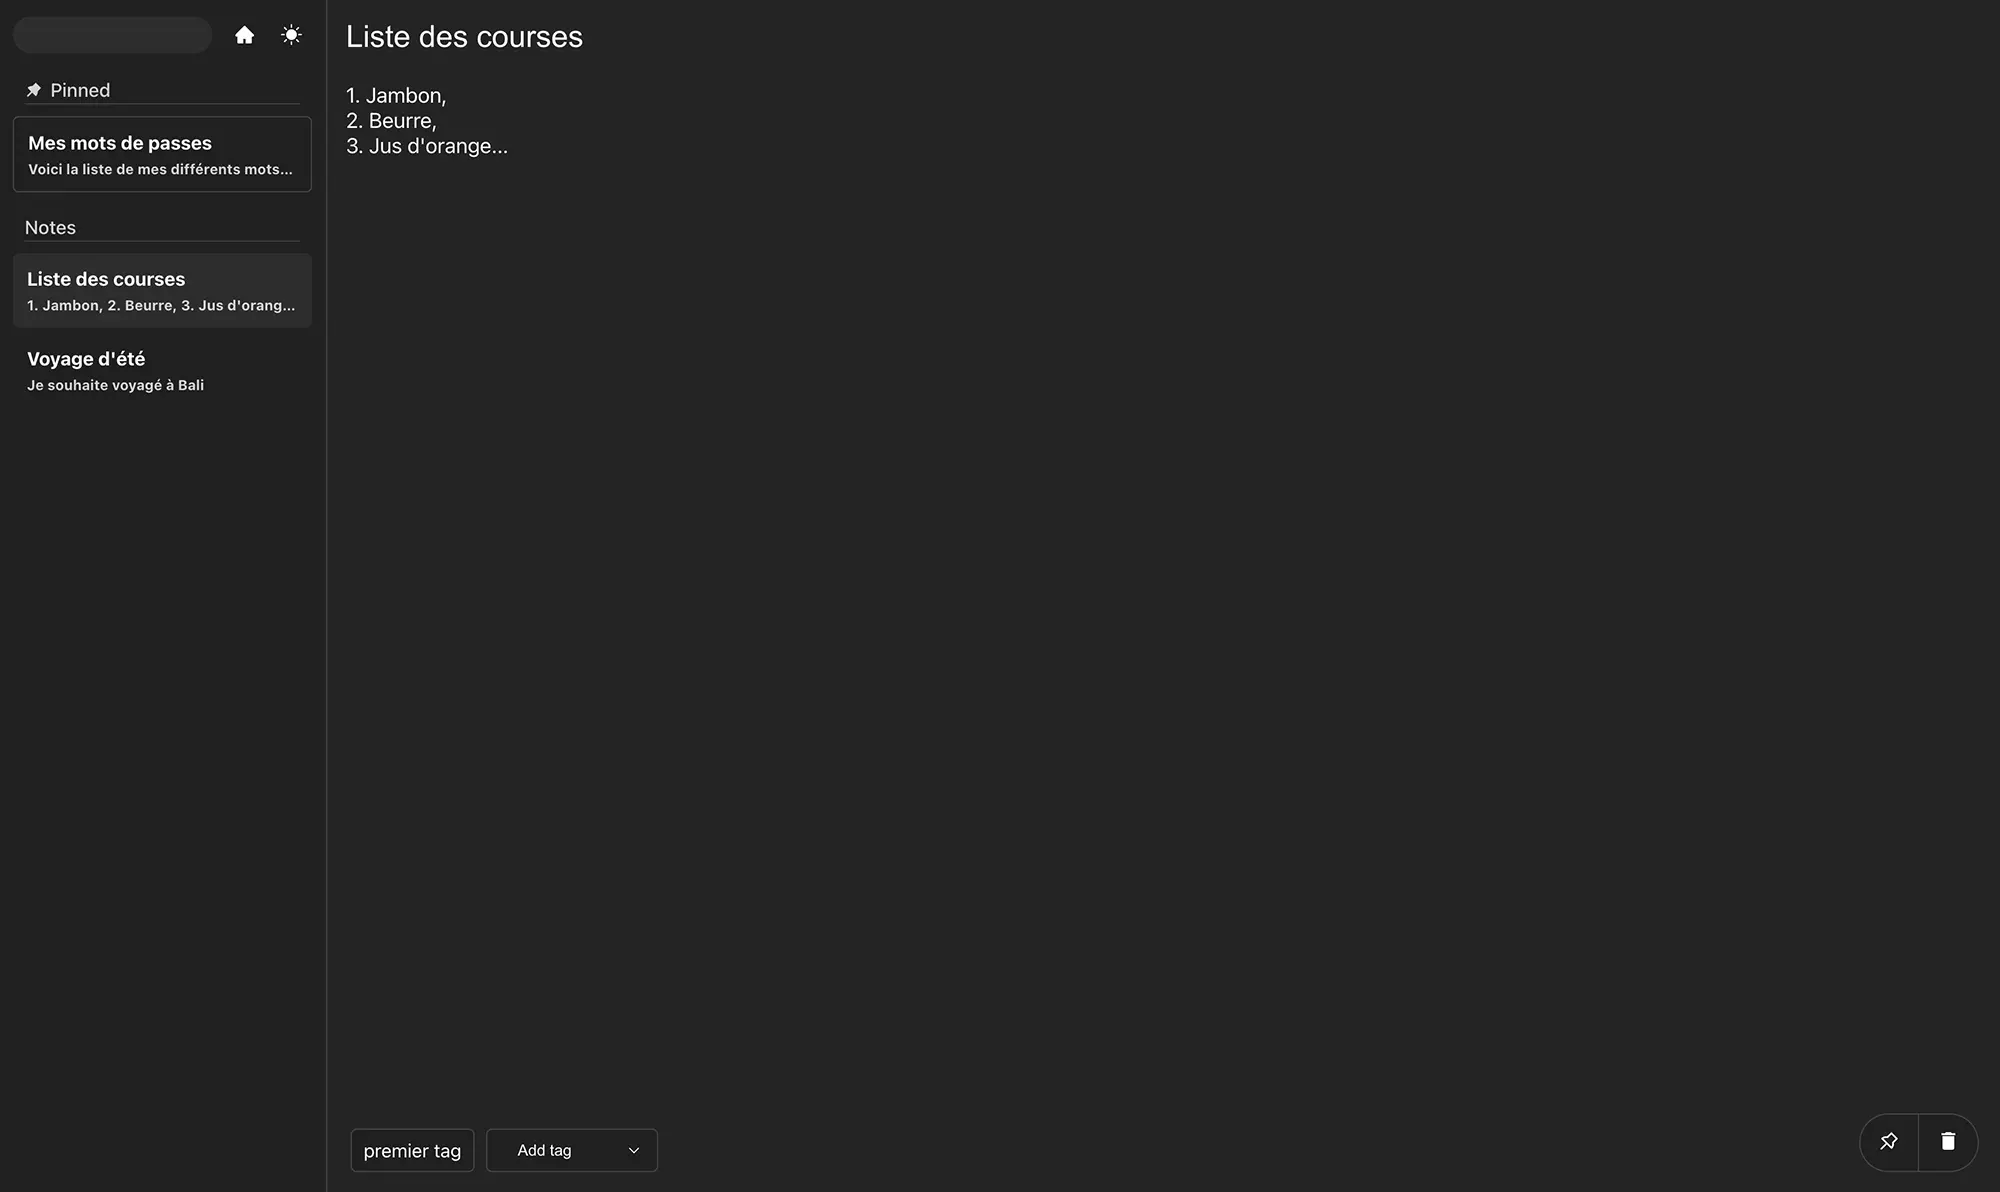 Pinned
Mes mots de passes
Voici la liste de mes différents mots...
Notes
Liste des courses
1. Jambon, 2. Beurre, 3. Jus d'orang...
Voyage d'été
Je souhaite voyagé à Bali
Liste des courses
1. Jambon,
2. Beurre,
3. Jus d'orange...
premier tag
Add tag